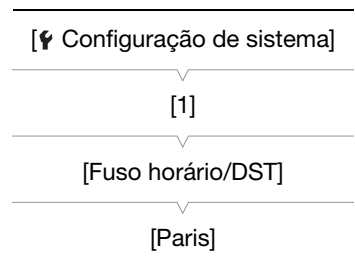 [Configuração de sistema]
[1]
[Fuso horário/DST]
[Paris]